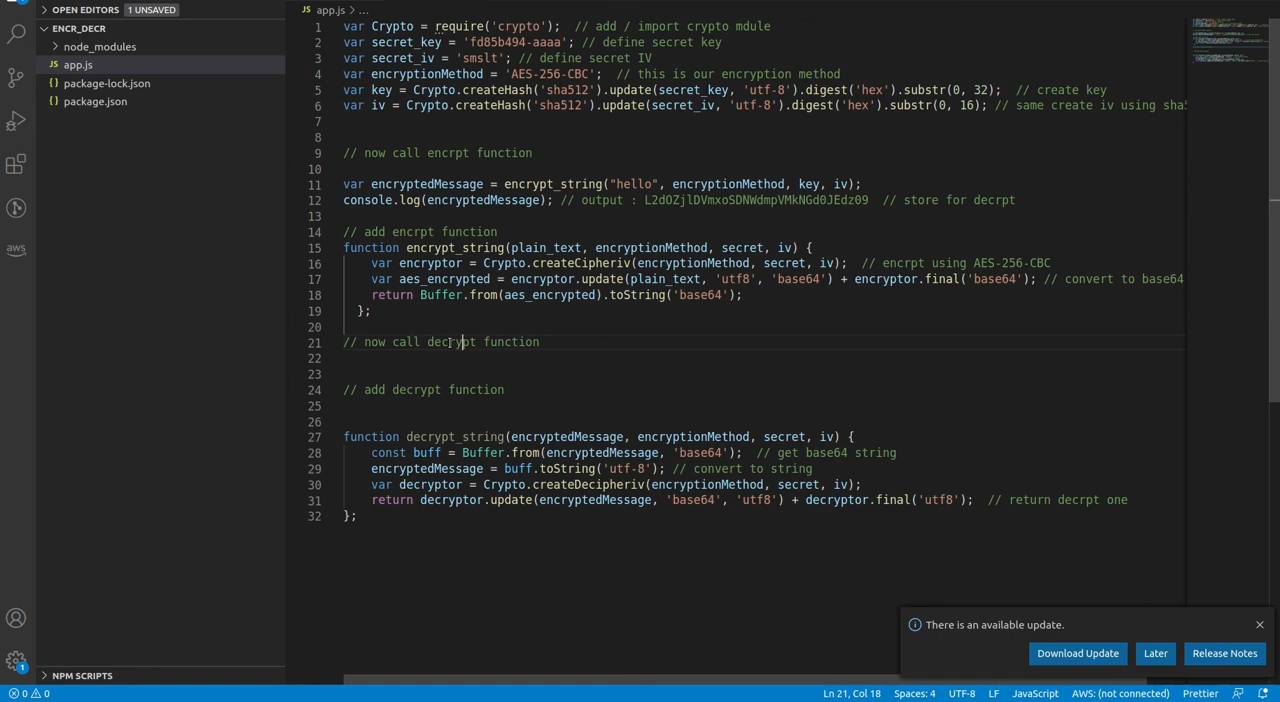 OPEN EDITORS 1 UNSAVED
ENCR_DECR
node_modules
JS app.js
{} package-lock.json
{} package.json
aws
1
NPM SCRIPTS
JS app.js > ...
1 var Crypto = require('crypto');  // add / import crypto mdule
2 var secret_key = 'fd85b494-aaaa'; // define secret key
3 var secret_iv = 'smslt'; // define secret IV
4 var encryptionMethod = 'AES-256-CBC';  // this is our encryption method
5 var key = Crypto.createHash('sha512').update(secret_key, 'utf-8').digest('hex').substr(0, 32);  // create key
6 var iv = Crypto.createHash('sha512').update(secret_iv, 'utf-8').digest('hex').substr(0, 16); // same create iv using sha5
7
8
9 // now call encrpt function
10
11 var encryptedMessage = encrypt_string("hello", encryptionMethod, key, iv);
12 console.log(encryptedMessage); // output : L2dOZjlDVmxoSDNWdmpVMkNGd0JEdz09  // store for decrpt
13
14 // add encrpt function
15 function encrypt_string(plain_text, encryptionMethod, secret, iv) {
16 var encryptor = Crypto.createCipheriv(encryptionMethod, secret, iv);  // encrpt using AES-256-CBC
17 var aes_encrypted = encryptor.update(plain_text, 'utf8', 'base64') + encryptor.final('base64'); // convert to base64
18 return Buffer.from(aes_encrypted).toString('base64');
19 };
20
21 // now call decrypt function
22
23
24 // add decrypt function
25
26
27 function decrypt_string(encryptedMessage, encryptionMethod, secret, iv) {
28 const buff = Buffer.from(encryptedMessage, 'base64');  // get base64 string
29 encryptedMessage = buff.toString('utf-8'); // convert to string
30 var decryptor = Crypto.createDecipheriv(encryptionMethod, secret, iv);
31 return decryptor.update(encryptedMessage, 'base64', 'utf8') + decryptor.final('utf8');  // return decrpt one
32 };
There is an available update.
Download Update Later Release Notes
0 0 Ln 21, Col 18 Spaces: 4 UTF-8 LF JavaScript AWS: (not connected) Prettier